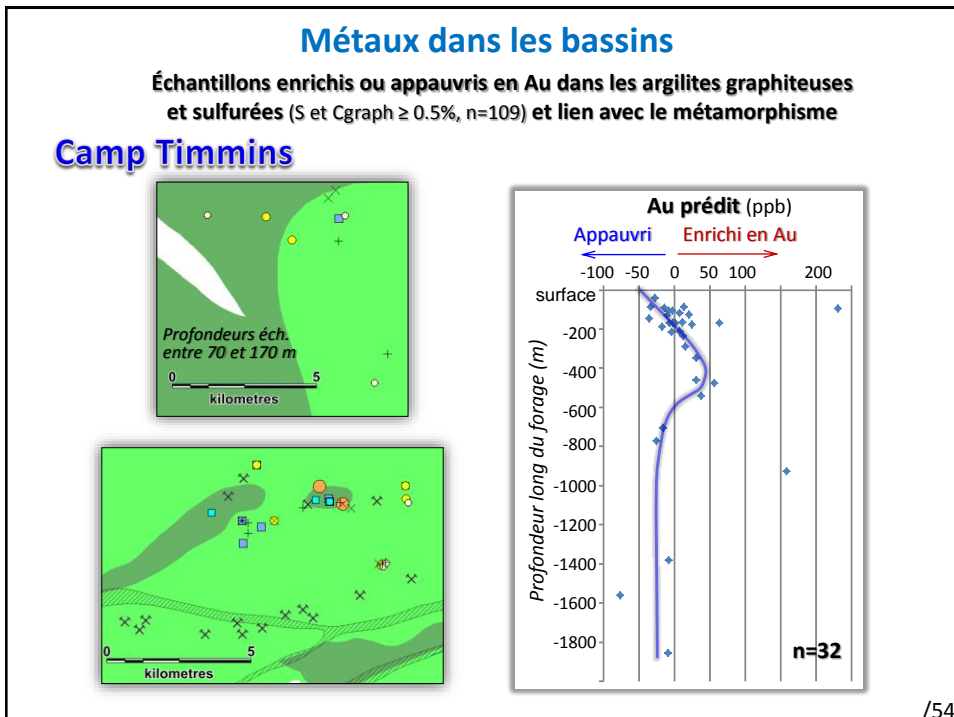 Métaux dans les bassins
Échantillons enrichis ou appauvris en Au dans les argilites graphiteuses
et sulfurées (S et Cgraph ≥ 0.5%, n=109) et lien avec le métamorphisme
Camp Timmins
Profondeurs éch.
entre 70 et 170 m
0 5
kilometres
0 5
kilometres
Au prédit (ppb)
Appauvri Enrichi en Au
-100 -50 0 50 100 200
surface
-200
-400
-600
-800
-1000
-1200
-1400
-1600
-1800
Profondeur long du forage (m)
n=32
/54